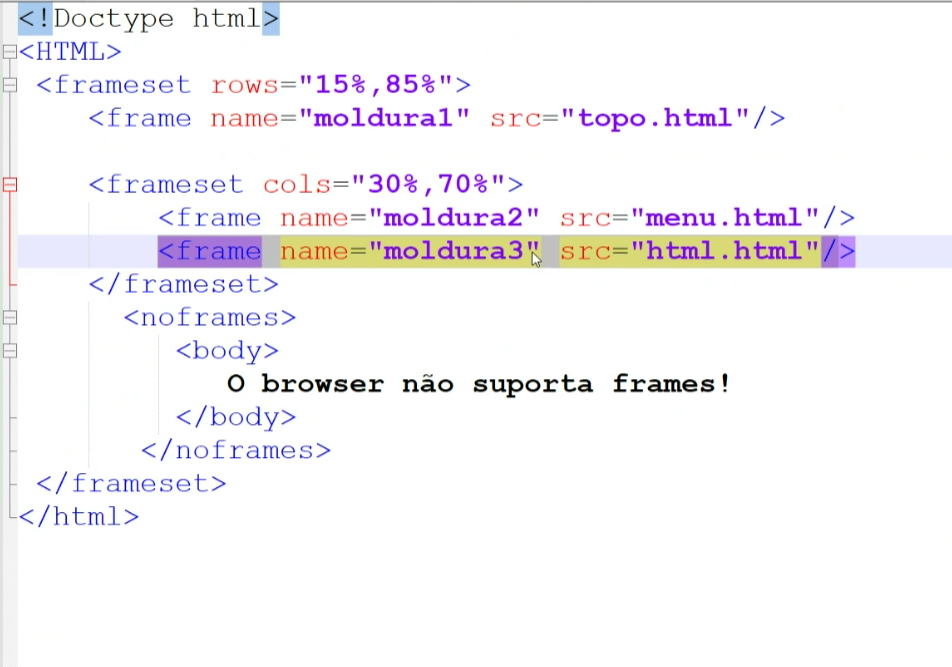 <!Doctype html>
<HTML>
<frameset rows="15%,85%">
<frame name="moldura1" src="topo.html"/>
<frameset cols="30%,70%">
<frame name="moldura2" src="menu.html"/>
<frame name="moldura3" src="html.html"/>
</frameset>
<noframes>
<body>
O browser não suporta frames!
</body>
</noframes>
</frameset>
</html>